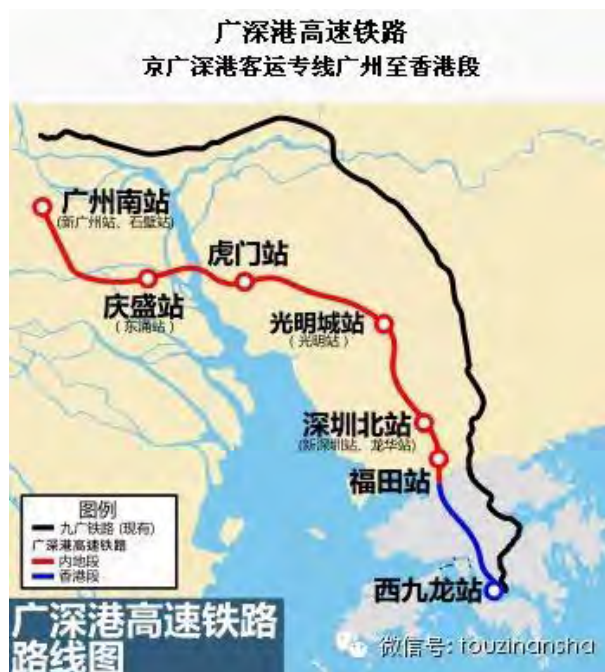 广深港高速铁路
京广深港客运专线广州至香港段
广州南站
(新广州站、石壁站)
虎门站
庆盛站
(东涌站)
光明城站
(光明站)
深圳北站
(新深圳站、龙华站)
福田站
图例
九广铁路 (现有)
广深港高速铁路
内地段
香港段
西九龙站
广深港高速铁路
路线图
微信号: touzinansha